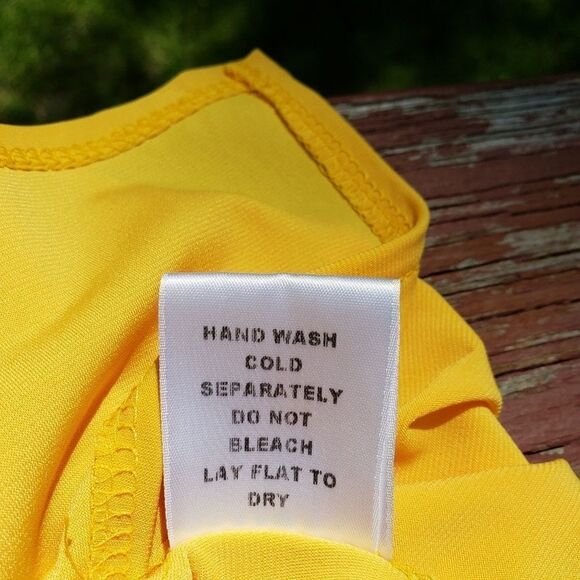 HAND WASH
COLD
SEPARATELY
DO NOT
BLEACH
LAY FLAT TO
DRY